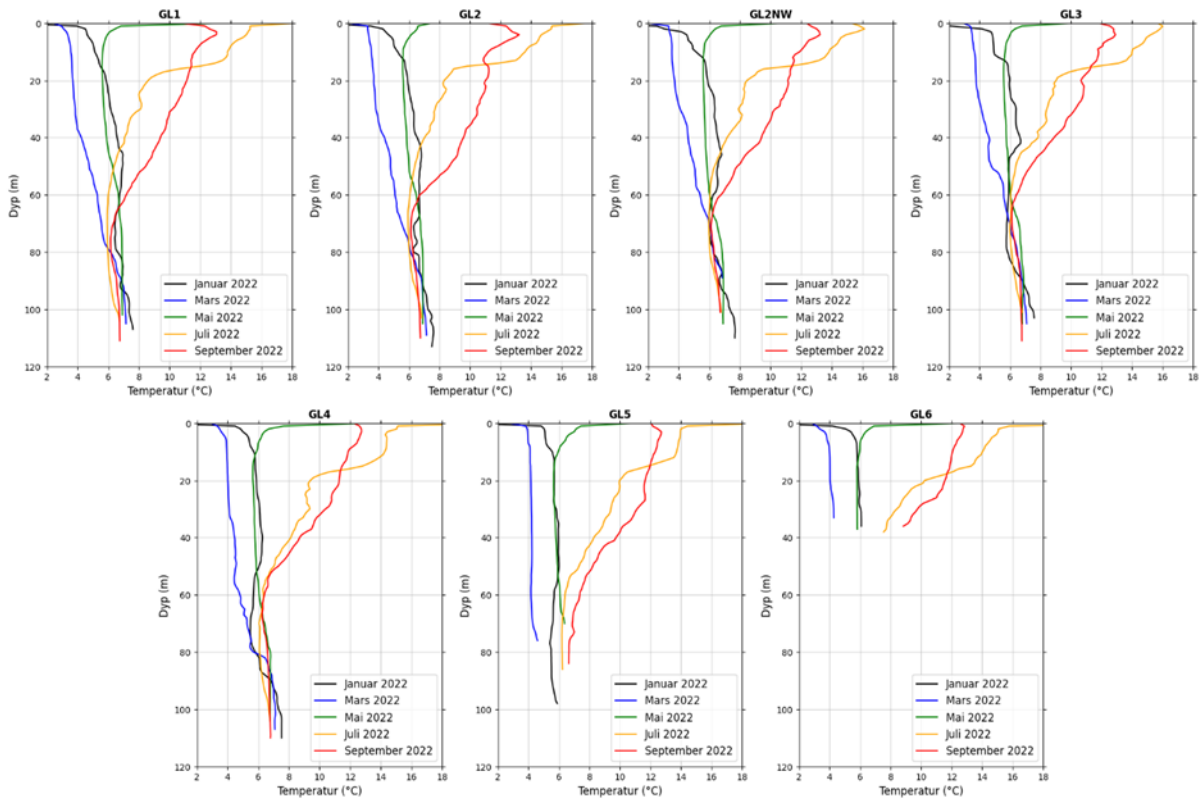 GL1
GL2
GL2NW
GL3
0
20
40
60
80
100
120
Dyp (m)
Januar 2022
Mars 2022
Mai 2022
Juli 2022
September 2022
2 4 6 8 10 12 14 16 18
Temperatur (°C)
0
20
40
60
80
100
120
Dyp (m)
Januar 2022
Mars 2022
Mai 2022
Juli 2022
September 2022
2 4 6 8 10 12 14 16 18
Temperatur (°C)
0
20
40
60
80
100
120
Dyp (m)
Januar 2022
Mars 2022
Mai 2022
Juli 2022
September 2022
2 4 6 8 10 12 14 16 18
Temperatur (°C)
0
20
40
60
80
100
120
Dyp (m)
Januar 2022
Mars 2022
Mai 2022
Juli 2022
September 2022
2 4 6 8 10 12 14 16 18
Temperatur (°C)
GL4
GL5
GL6
0
20
40
60
80
100
120
Dyp (m)
Januar 2022
Mars 2022
Mai 2022
Juli 2022
September 2022
2 4 6 8 10 12 14 16 18
Temperatur (°C)
0
20
40
60
80
100
120
Dyp (m)
Januar 2022
Mars 2022
Mai 2022
Juli 2022
September 2022
2 4 6 8 10 12 14 16 18
Temperatur (°C)
0
20
40
60
80
100
120
Dyp (m)
Januar 2022
Mars 2022
Mai 2022
Juli 2022
September 2022
2 4 6 8 10 12 14 16 18
Temperatur (°C)